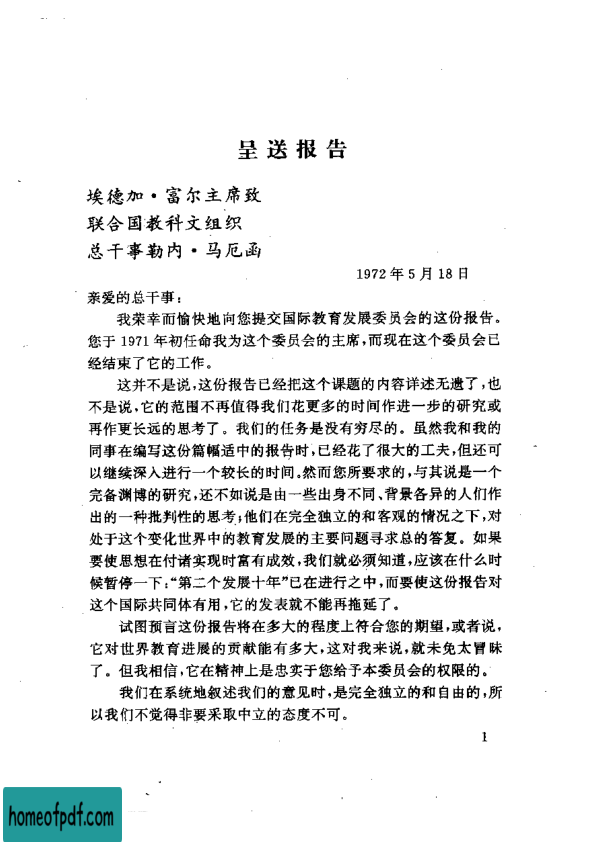 呈送报告
埃德加·富尔主席致
联合国教科文组织
总干事勒内·马厄函
1972年5月18日
亲爱的总干事:
我荣幸而愉快地向您提交国际教育发展委员会的这份报告。
您于1971年初任命我为这个委员会的主席,而现在这个委员会已
经结束了它的工作。
这并不是说,这份报告已经把这个课题的内容详述无遗了,也
不是说,它的范围不再值得我们花更多的时间作进一步的研究或
再作更长远的思考了。我们的任务是没有穷尽的。虽然我和我的
同事在编写这份篇幅适中的报告时,已经花了很大的工夫,但还可
以继续深入进行一个较长的时间。然而您所要求的,与其说是一个
完备渊博的研究,还不如说是由一些出身不同、背景各异的人们作
出的一种批判性的思考;他们在完全独立的和客观的情况之下,对
处于这个变化世界中的教育发展的主要问题寻求总的答复。如果
要使思想在付诸实现时富有成效,我们就必须知道,应该在什么时
候暂停一下:“第二个发展十年”已在进行之中,而要使这份报告对
这个国际共同体有用,它的发表就不能再拖延了。
试图预言这份报告将在多大的程度上符合您的期望,或者说,
它对世界教育进展的贡献能有多大,这对我来说,就未免太冒昧
了。但我相信,它在精神上是忠实于您给予本委员会的权限的。
我们在系统地叙述我们的意见时,是完全独立的和自由的,所
以我们不觉得非要采取中立的态度不可。
1
homeofpdf.com